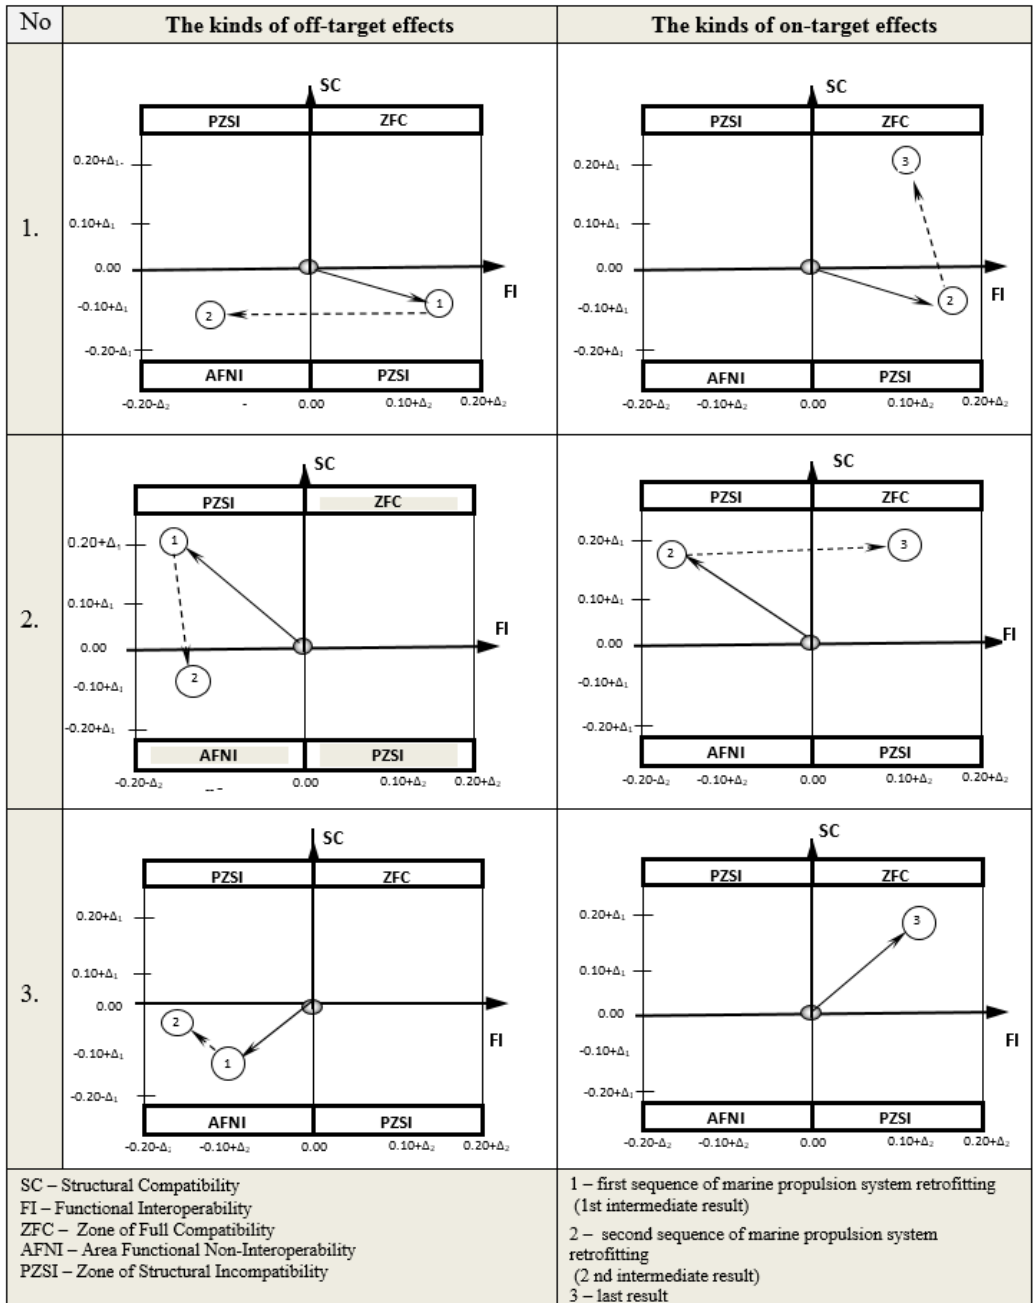 No
The kinds of off-target effects
The kinds of on-target effects
1.
SC
PZSI ZFC
0.20+Δ₁-
0.10+Δ₁
0.00
FI
-0.10+Δ₁
1
2
-0.20-Δ₁
AFNI PZSI
-0.20-Δ₂ - 0.00 0.10+Δ₂ 0.20+Δ₂
SC
PZSI ZFC
3
0.20+Δ₁
0.10+Δ₁
0.00
FI
2
-0.10+Δ₁
-0.20+Δ₁
AFNI PZSI
-0.20-Δ₂ -0.10+Δ₂ 0.00 0.10+Δ₂ 0.20+Δ₂
2.
SC
PZSI ZFC
1
0.20+Δ₁
0.10+Δ₁
FI
0.00
2
-0.10+Δ₁
-0.20+Δ₁
AFNI PZSI
-0.20-Δ₂ -- - 0.00 0.10+Δ₂ 0.20+Δ₂
SC
PZSI ZFC
0.20+Δ₁
2 3
0.10+Δ₁
0.00
FI
-0.10+Δ₁
-0.20+Δ₁
AFNI PZSI
-0.20-Δ₂ -0.10+Δ₂ 0.00 0.10+Δ₂ 0.20+Δ₂
3.
SC
PZSI ZFC
0.20+Δ₁
0.10+Δ₁
0.00
2
FI
-0.10+Δ₁
1
-0.20-Δ₁
AFNI PZSI
-0.20-Δ₂ -0.10+Δ₂ 0.00 0.10+Δ₂ 0.20+Δ₂
SC
PZSI ZFC
0.20+Δ₁
3
0.10+Δ₁
0.00
FI
-0.10+Δ₁
-0.20+Δ₁
AFNI PZSI
-0.20-Δ₂ -0.10+Δ₂ 0.00 0.10+Δ₂ 0.20+Δ₂
SC – Structural Compatibility
FI – Functional Interoperability
ZFC – Zone of Full Compatibility
AFNI – Area Functional Non-Interoperability
PZSI – Zone of Structural Incompatibility
1 – first sequence of marine propulsion system retrofitting
(1st intermediate result)
2 – second sequence of marine propulsion system
retrofitting
(2 nd intermediate result)
3 – last result